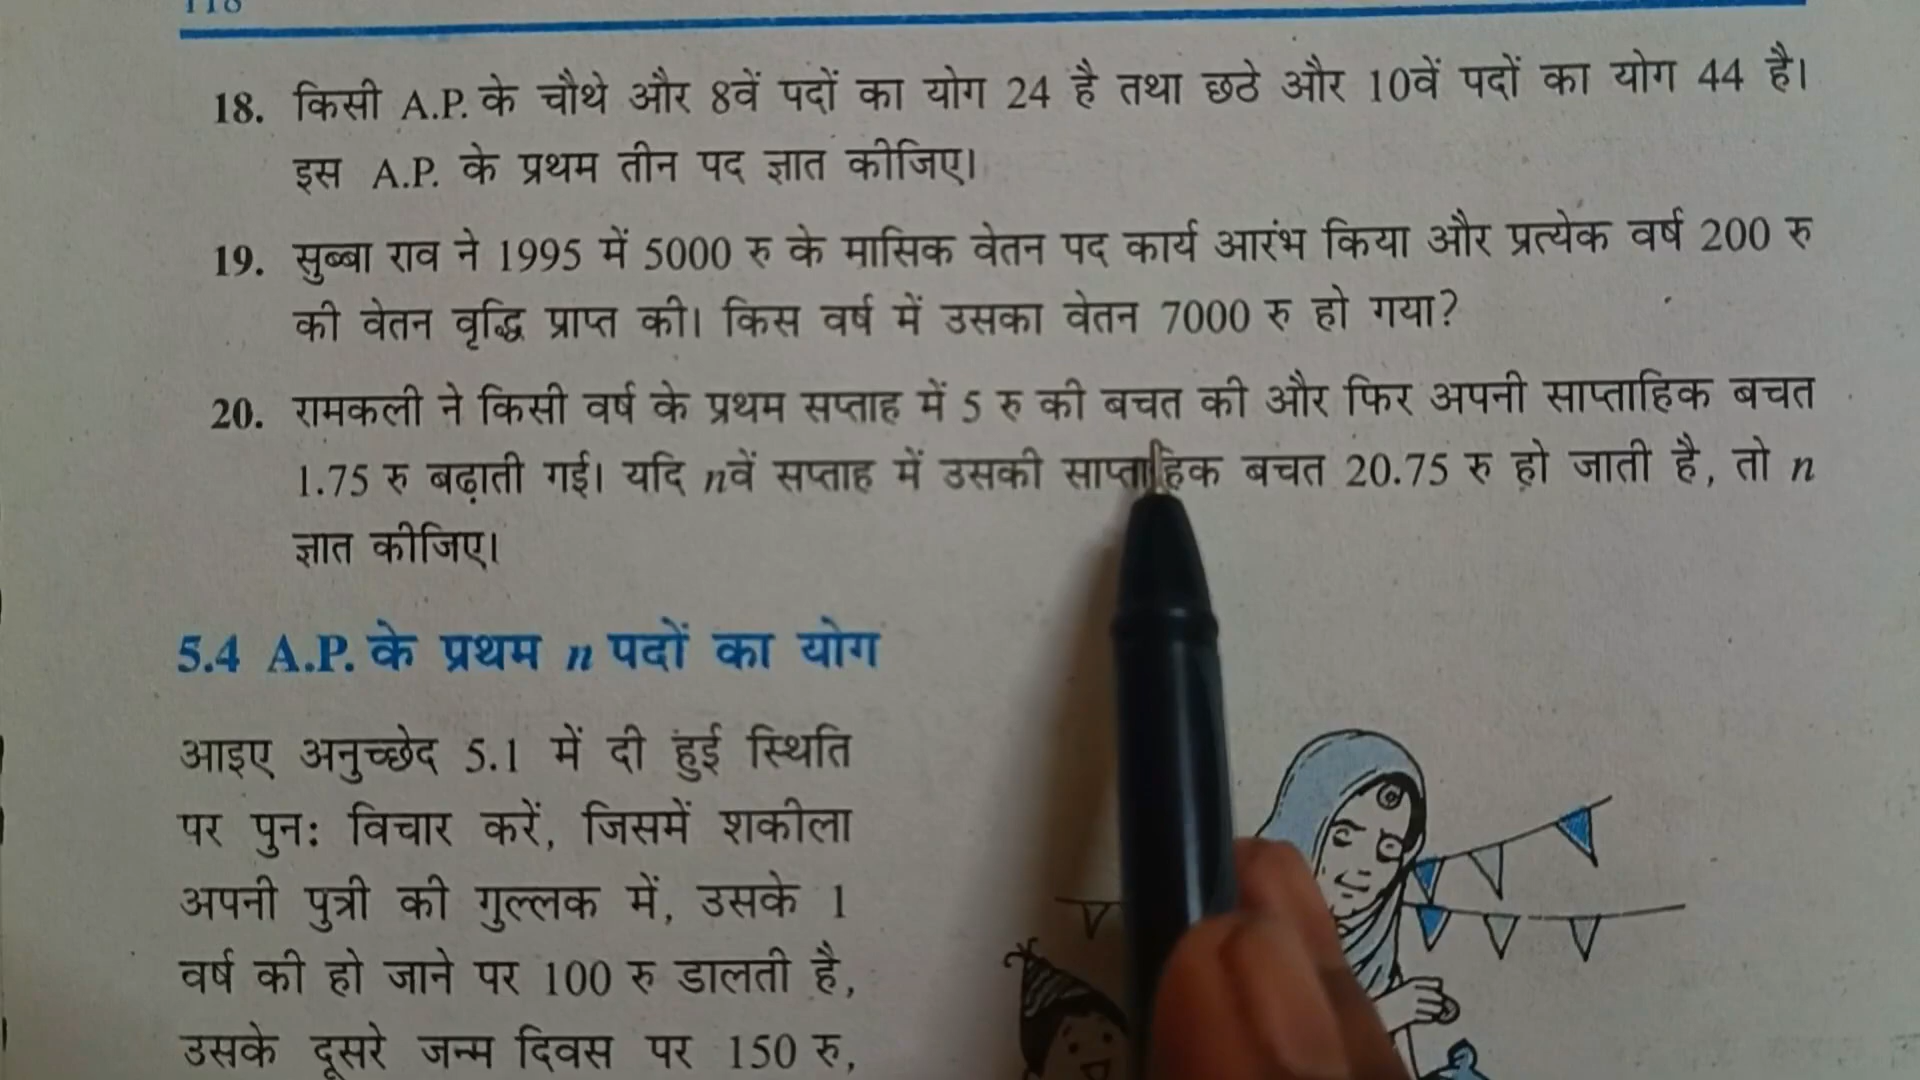 118
18. किसी A.P. के चौथे और 8वें पदों का योग 24 है तथा छठे और 10वें पदों का योग 44 है।
इस A.P. के प्रथम तीन पद ज्ञात कीजिए।
19. सुब्बा राव ने 1995 में 5000 रु के मासिक वेतन पद कार्य आरंभ किया और प्रत्येक वर्ष 200 रु
की वेतन वृद्धि प्राप्त की। किस वर्ष में उसका वेतन 7000 रु हो गया?
20. रामकली ने किसी वर्ष के प्रथम सप्ताह में 5 रु की बचत की और फिर अपनी साप्ताहिक बचत
1.75 रु बढ़ाती गई। यदि nवें सप्ताह में उसकी साप्ताहिक बचत 20.75 रु हो जाती है, तो n
ज्ञात कीजिए।
5.4 A.P. के प्रथम n पदों का योग
आइए अनुच्छेद 5.1 में दी हुई स्थिति
पर पुन: विचार करें, जिसमें शकीला
अपनी पुत्री की गुल्लक में, उसके 1
वर्ष की हो जाने पर 100 रु डालती है,
उसके दूसरे जन्म दिवस पर 150 रु,